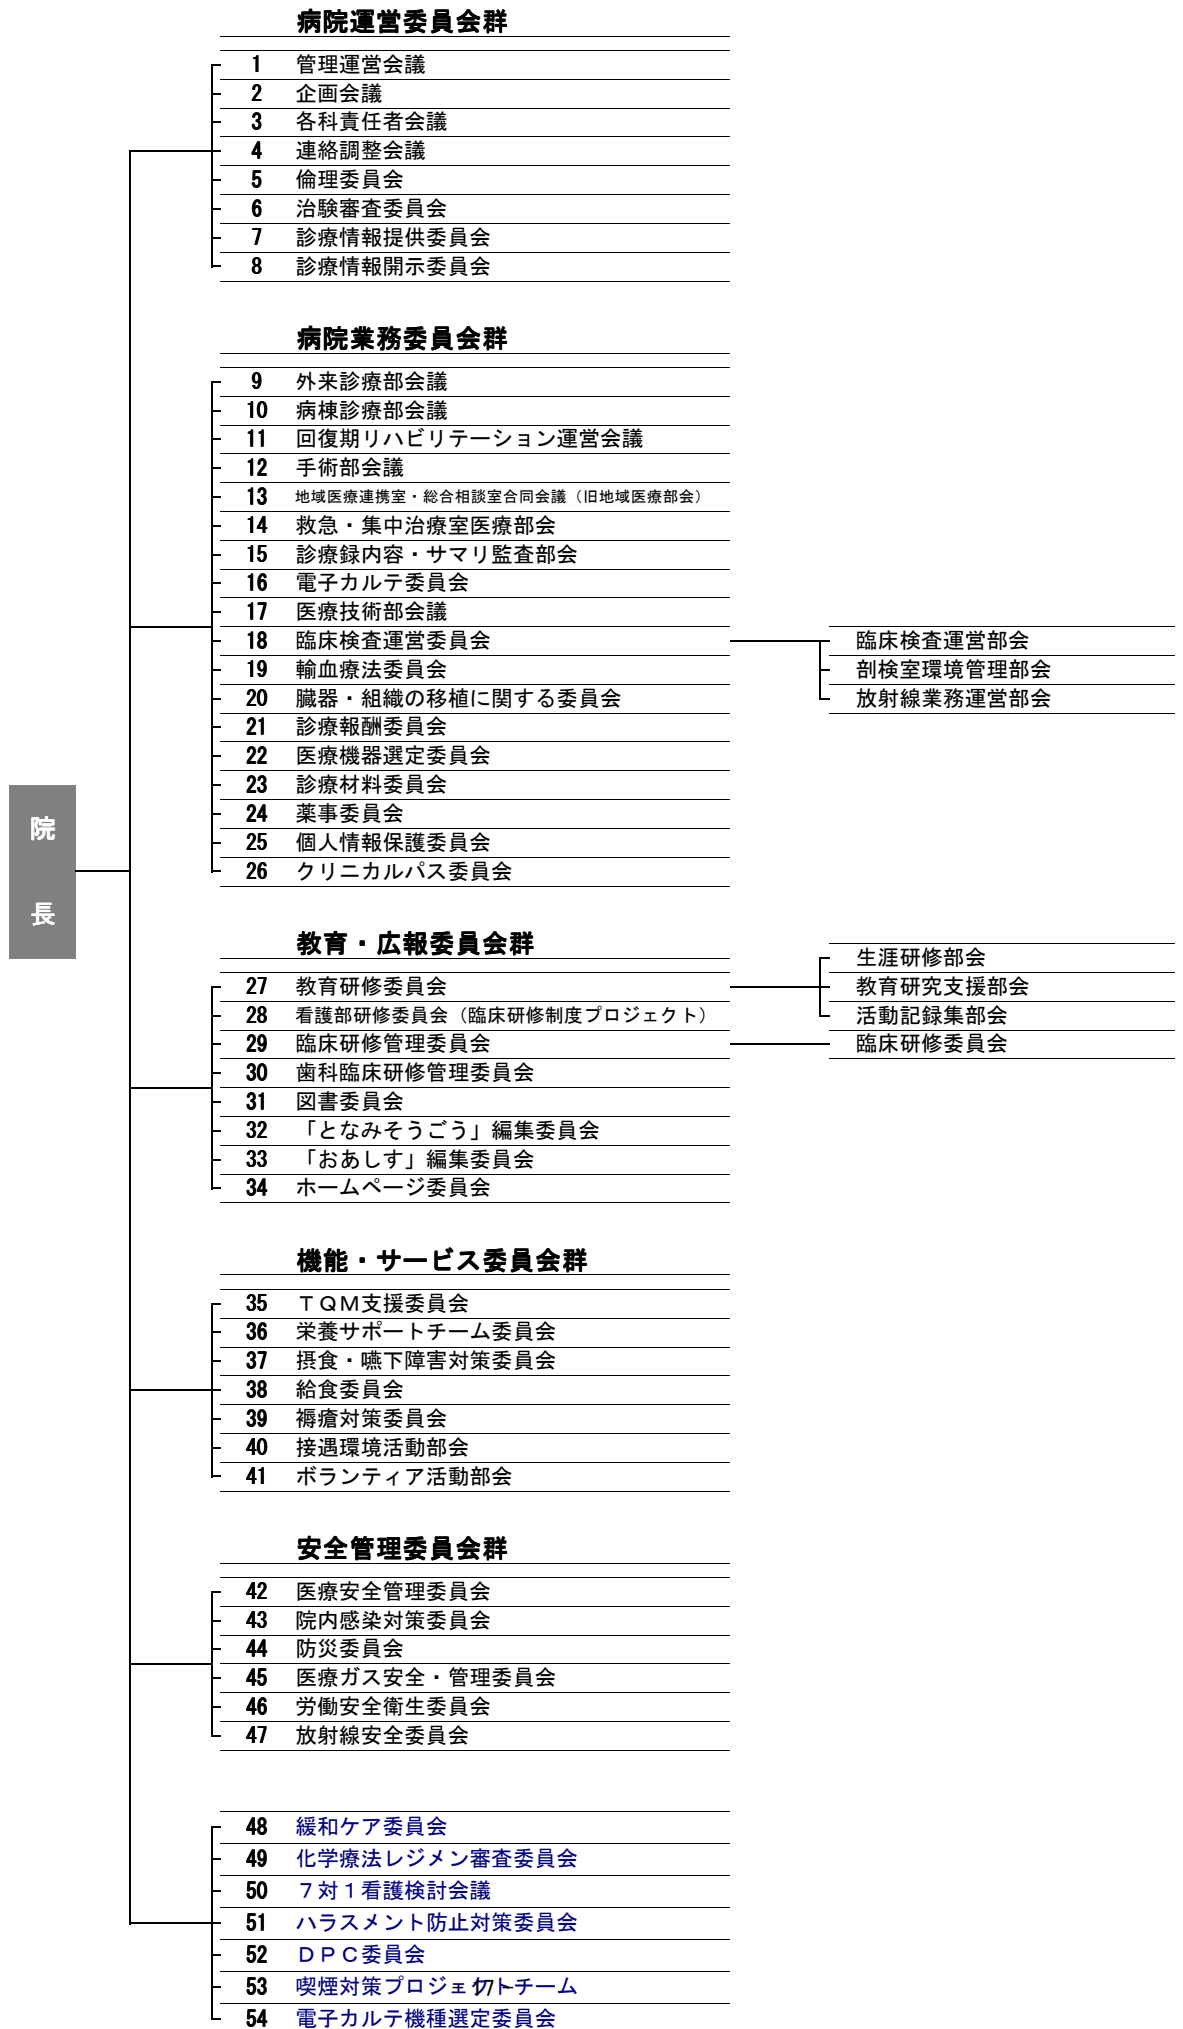 病院運営委員会群
1 管理運営会議
2 企画会議
3 各科責任者会議
4 連絡調整会議
5 倫理委員会
6 治験審査委員会
7 診療情報提供委員会
8 診療情報開示委員会
病院業務委員会群
9 外来診療部会議
10 病棟診療部会議
11 回復期リハビリテーション運営会議
12 手術部会議
13 地域医療連携室・総合相談室合同会議（旧地域医療部会）
14 救急・集中治療室医療部会
15 診療録内容・サマリ監査部会
16 電子カルテ委員会
17 医療技術部会議
18 臨床検査運営委員会 臨床検査運営部会
19 輸血療法委員会 剖検室環境管理部会
20 臓器・組織の移植に関する委員会 放射線業務運営部会
21 診療報酬委員会
22 医療機器選定委員会
23 診療材料委員会
24 薬事委員会
25 個人情報保護委員会
26 クリニカルパス委員会
院長
教育・広報委員会群
生涯研修部会
27 教育研修委員会 教育研究支援部会
28 看護部研修委員会（臨床研修制度プロジェクト） 活動記録集部会
29 臨床研修管理委員会 臨床研修委員会
30 歯科臨床研修管理委員会
31 図書委員会
32 「となみそうごう」編集委員会
33 「おあしす」編集委員会
34 ホームページ委員会
機能・サービス委員会群
35 ＴＱＭ支援委員会
36 栄養サポートチーム委員会
37 摂食・嚥下障害対策委員会
38 給食委員会
39 褥瘡対策委員会
40 接遇環境活動部会
41 ボランティア活動部会
安全管理委員会群
42 医療安全管理委員会
43 院内感染対策委員会
44 防災委員会
45 医療ガス安全・管理委員会
46 労働安全衛生委員会
47 放射線安全委員会
48 緩和ケア委員会
49 化学療法レジメン審査委員会
50 ７対１看護検討会議
51 ハラスメント防止対策委員会
52 ＤＰＣ委員会
53 喫煙対策プロジェクトチーム
- 17 -
54 電子カルテ機種選定委員会